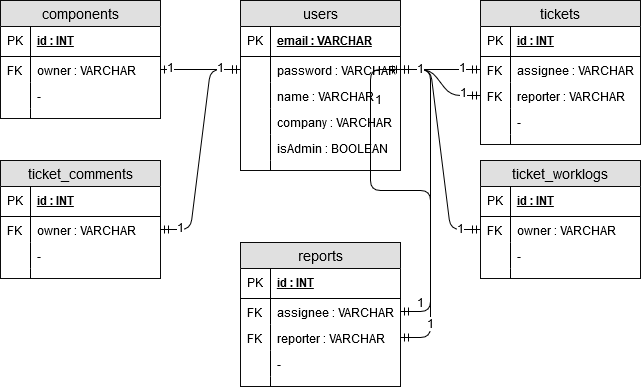 components
PK id : INT
FK owner : VARCHAR
-
users
PK email : VARCHAR
password : VARCHAR
name : VARCHAR
company : VARCHAR
isAdmin : BOOLEAN
tickets
PK id : INT
FK assignee : VARCHAR
FK reporter : VARCHAR
-
1
1
1
1
1
1
1
ticket_comments
PK id : INT
FK owner : VARCHAR
-
1
ticket_worklogs
PK id : INT
FK owner : VARCHAR
-
1
reports
PK id : INT
FK assignee : VARCHAR
FK reporter : VARCHAR
-
1
1